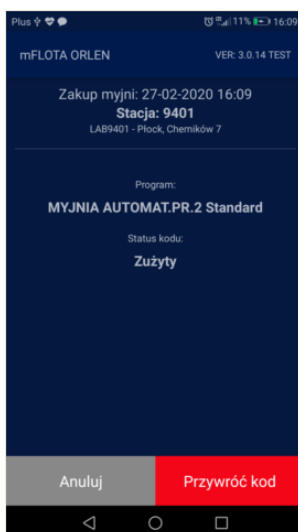 Plus 11% 16:09
mFLOTA ORLEN VER: 3.0.14 TEST
Zakup myjni: 27-02-2020 16:09
Stacja: 9401
LAB9401 - Płock, Chemików 7
Program:
MYJNIA AUTOMAT.PR.2 Standard
Status kodu:
Zużyty
Anuluj Przywróć kod